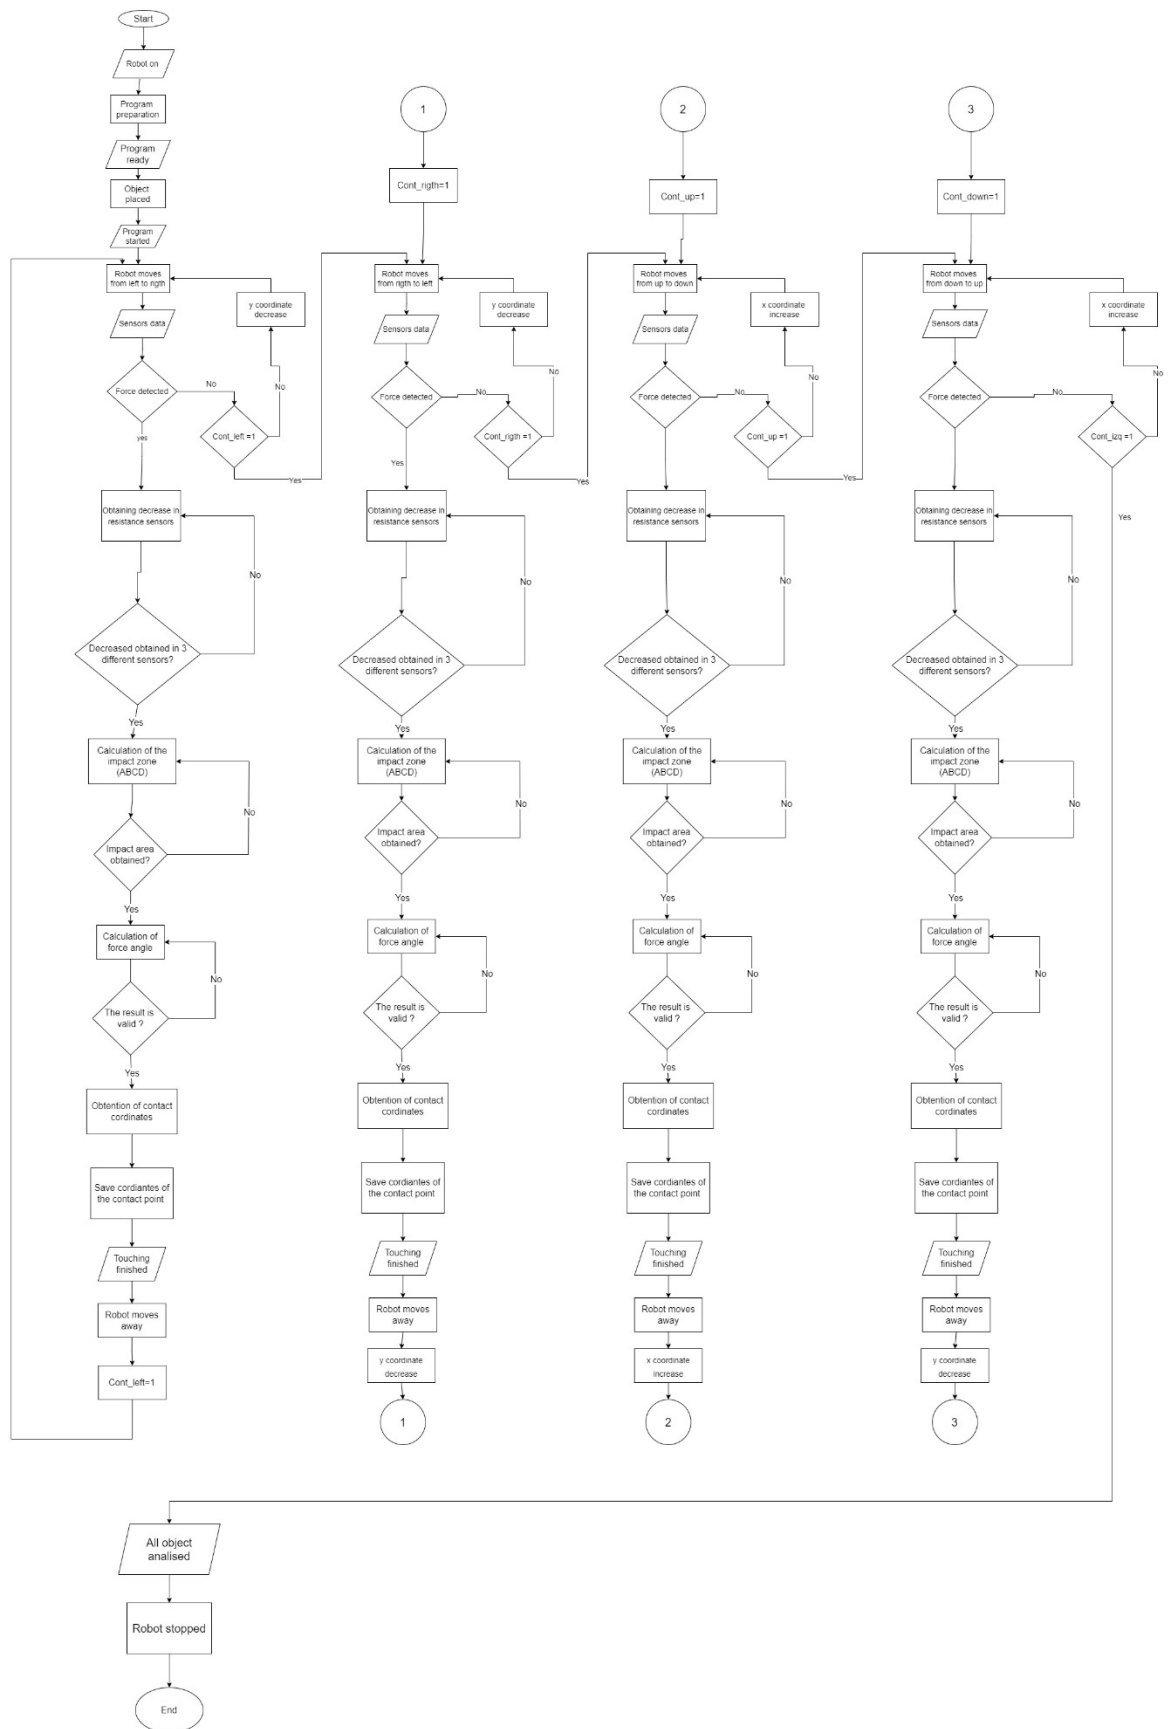 Start
Robot on
Program
preparation
Program
ready
Object
placed
Program
started
Robot moves
from left to rigth
y coordinate
decrease
Sensors data
Force detected
No
No
Cont_left =1
yes
Yes
Obtaining decrease in
resistance sensors
No
Decreased obtained in 3
different sensors?
Yes
Calculation of the
impact zone
(ABCD)
No
Impact area
obtained?
Yes
Calculation of
force angle
No
The result is
valid ?
Yes
Obtention of contact
cordinates
Save cordiantes of
the contact point
Touching
finished
Robot moves
away
Cont_left=1
1
Cont_rigth=1
Robot moves
from rigth to left
y coordinate
decrease
Sensors data
Force detected
No
No
Cont_rigth =1
Yes
Yes
Obtaining decrease in
resistance sensors
No
Decreased obtained in 3
different sensors?
Yes
Calculation of the
impact zone
(ABCD)
No
Impact area
obtained?
Yes
Calculation of
force angle
No
The result is
valid ?
Yes
Obtention of contact
cordinates
Save cordiantes of
the contact point
Touching
finished
Robot moves
away
y coordinate
decrease
1
2
Cont_up=1
Robot moves
from up to down
x coordinate
increase
Sensors data
Force detected
No
No
Cont_up =1
Yes
Obtaining decrease in
resistance sensors
No
Decreased obtained in 3
different sensors?
Yes
Calculation of the
impact zone
(ABCD)
No
Impact area
obtained?
Yes
Calculation of
force angle
No
The result is
valid ?
Yes
Obtention of contact
cordinates
Save cordiantes of
the contact point
Touching
finished
Robot moves
away
x coordinate
increase
2
3
Cont_down=1
Robot moves
from down to up
x coordinate
increase
Sensors data
Force detected
No
No
Cont_izq =1
Yes
Obtaining decrease in
resistance sensors
No
Decreased obtained in 3
different sensors?
Yes
Calculation of the
impact zone
(ABCD)
No
Impact area
obtained?
Yes
Calculation of
force angle
No
The result is
valid ?
Yes
Obtention of contact
cordinates
Save cordiantes of
the contact point
Touching
finished
Robot moves
away
y coordinate
decrease
3
All object
analised
Robot stopped
End